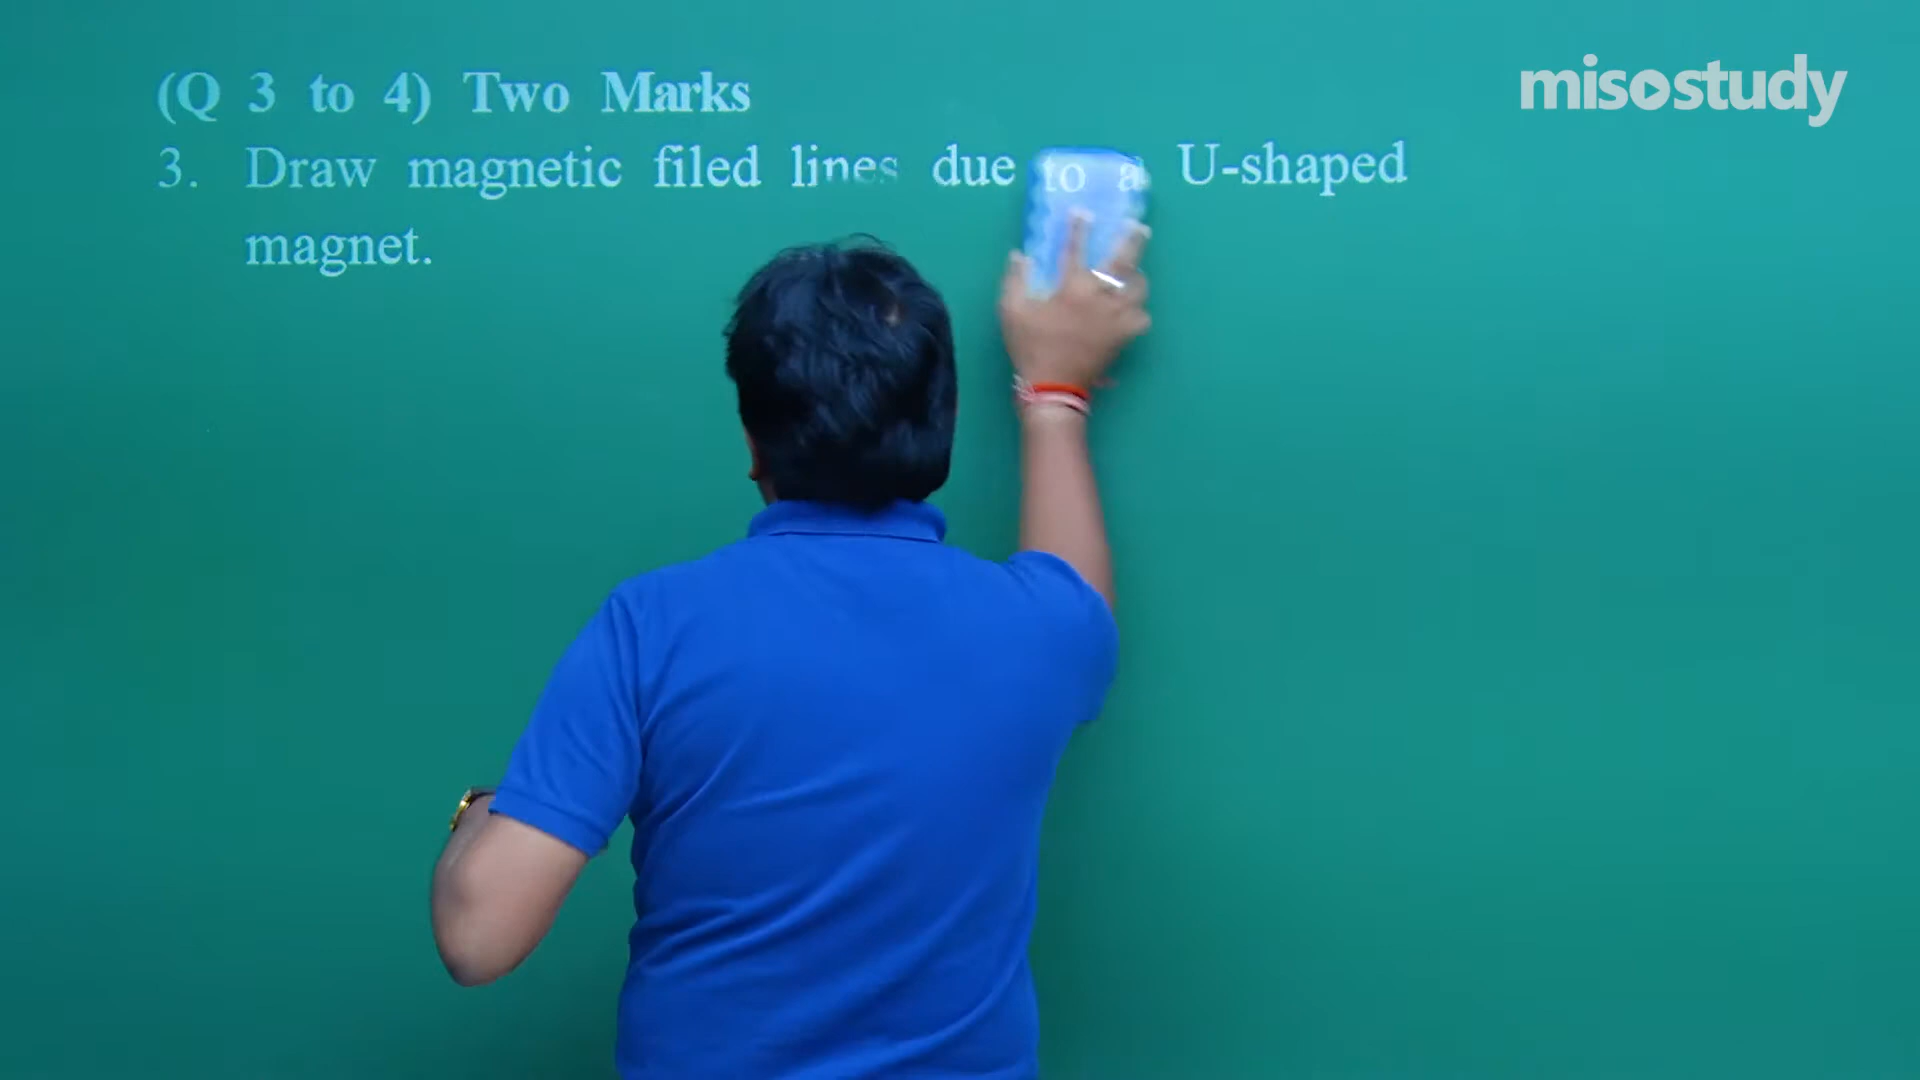 misostudy
(Q 3 to 4) Two Marks
3. Draw magnetic filed lines due to a U-shaped
magnet.